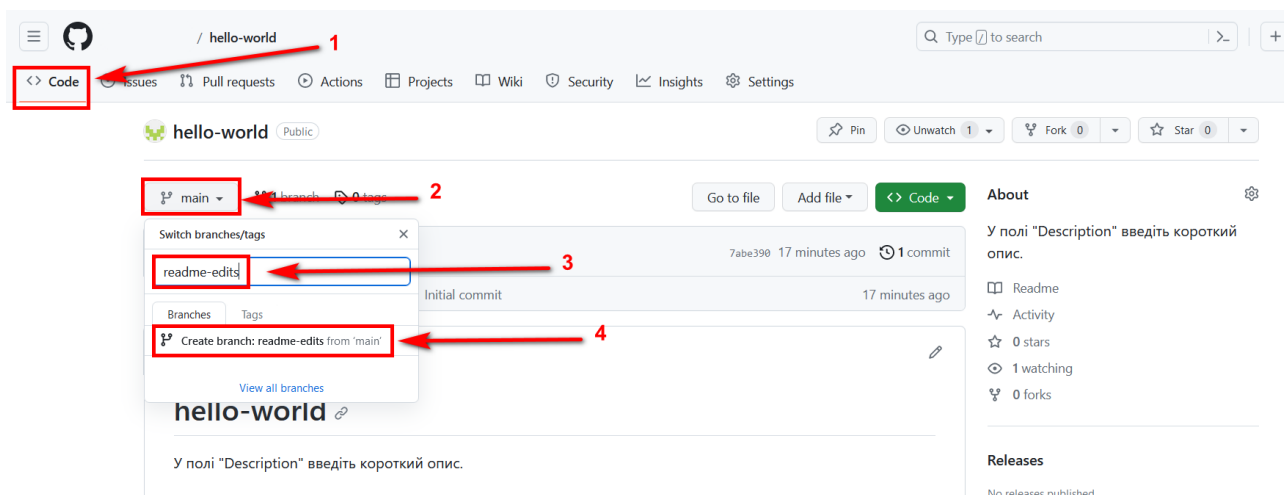 / hello-world
1
Type / to search
<> Code
Issues
Pull requests
Actions
Projects
Wiki
Security
Insights
Settings
hello-world Public
Pin
Unwatch 1
Fork 0
Star 0
main
1 branch
0 tags
2
Go to file
Add file
<> Code
About
Switch branches/tags
У полі "Description" введіть короткий
опис.
7abe390 17 minutes ago
1 commit
readme-edits
3
Initial commit
17 minutes ago
Readme
Branches
Tags
Activity
Create branch: readme-edits from 'main'
4
0 stars
1 watching
View all branches
0 forks
hello-world
У полі "Description" введіть короткий опис.
Releases
No releases published